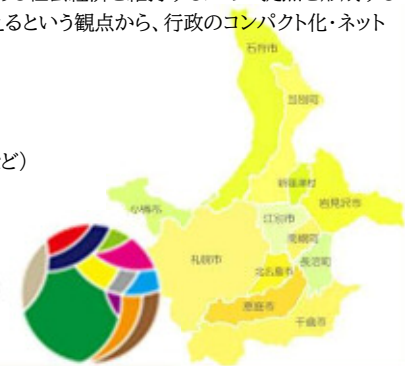 えるという観点から、行政のコンパクト化・ネット
ど)
石狩市
当別町
新篠津村
岩見沢市
小樽市
江別市
南幌町
札幌市
北広島市
長沼町
恵庭市
千歳市